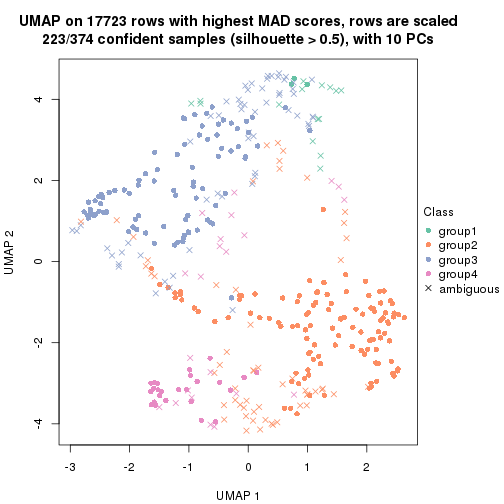 UMAP on 17723 rows with highest MAD scores, rows are scaled
223/374 confident samples (silhouette > 0.5), with 10 PCs
4
2
0
-2
-4
UMAP 2
-3
-2
-1
0
1
2
UMAP 1
Class
group1
group2
group3
group4
ambiguous